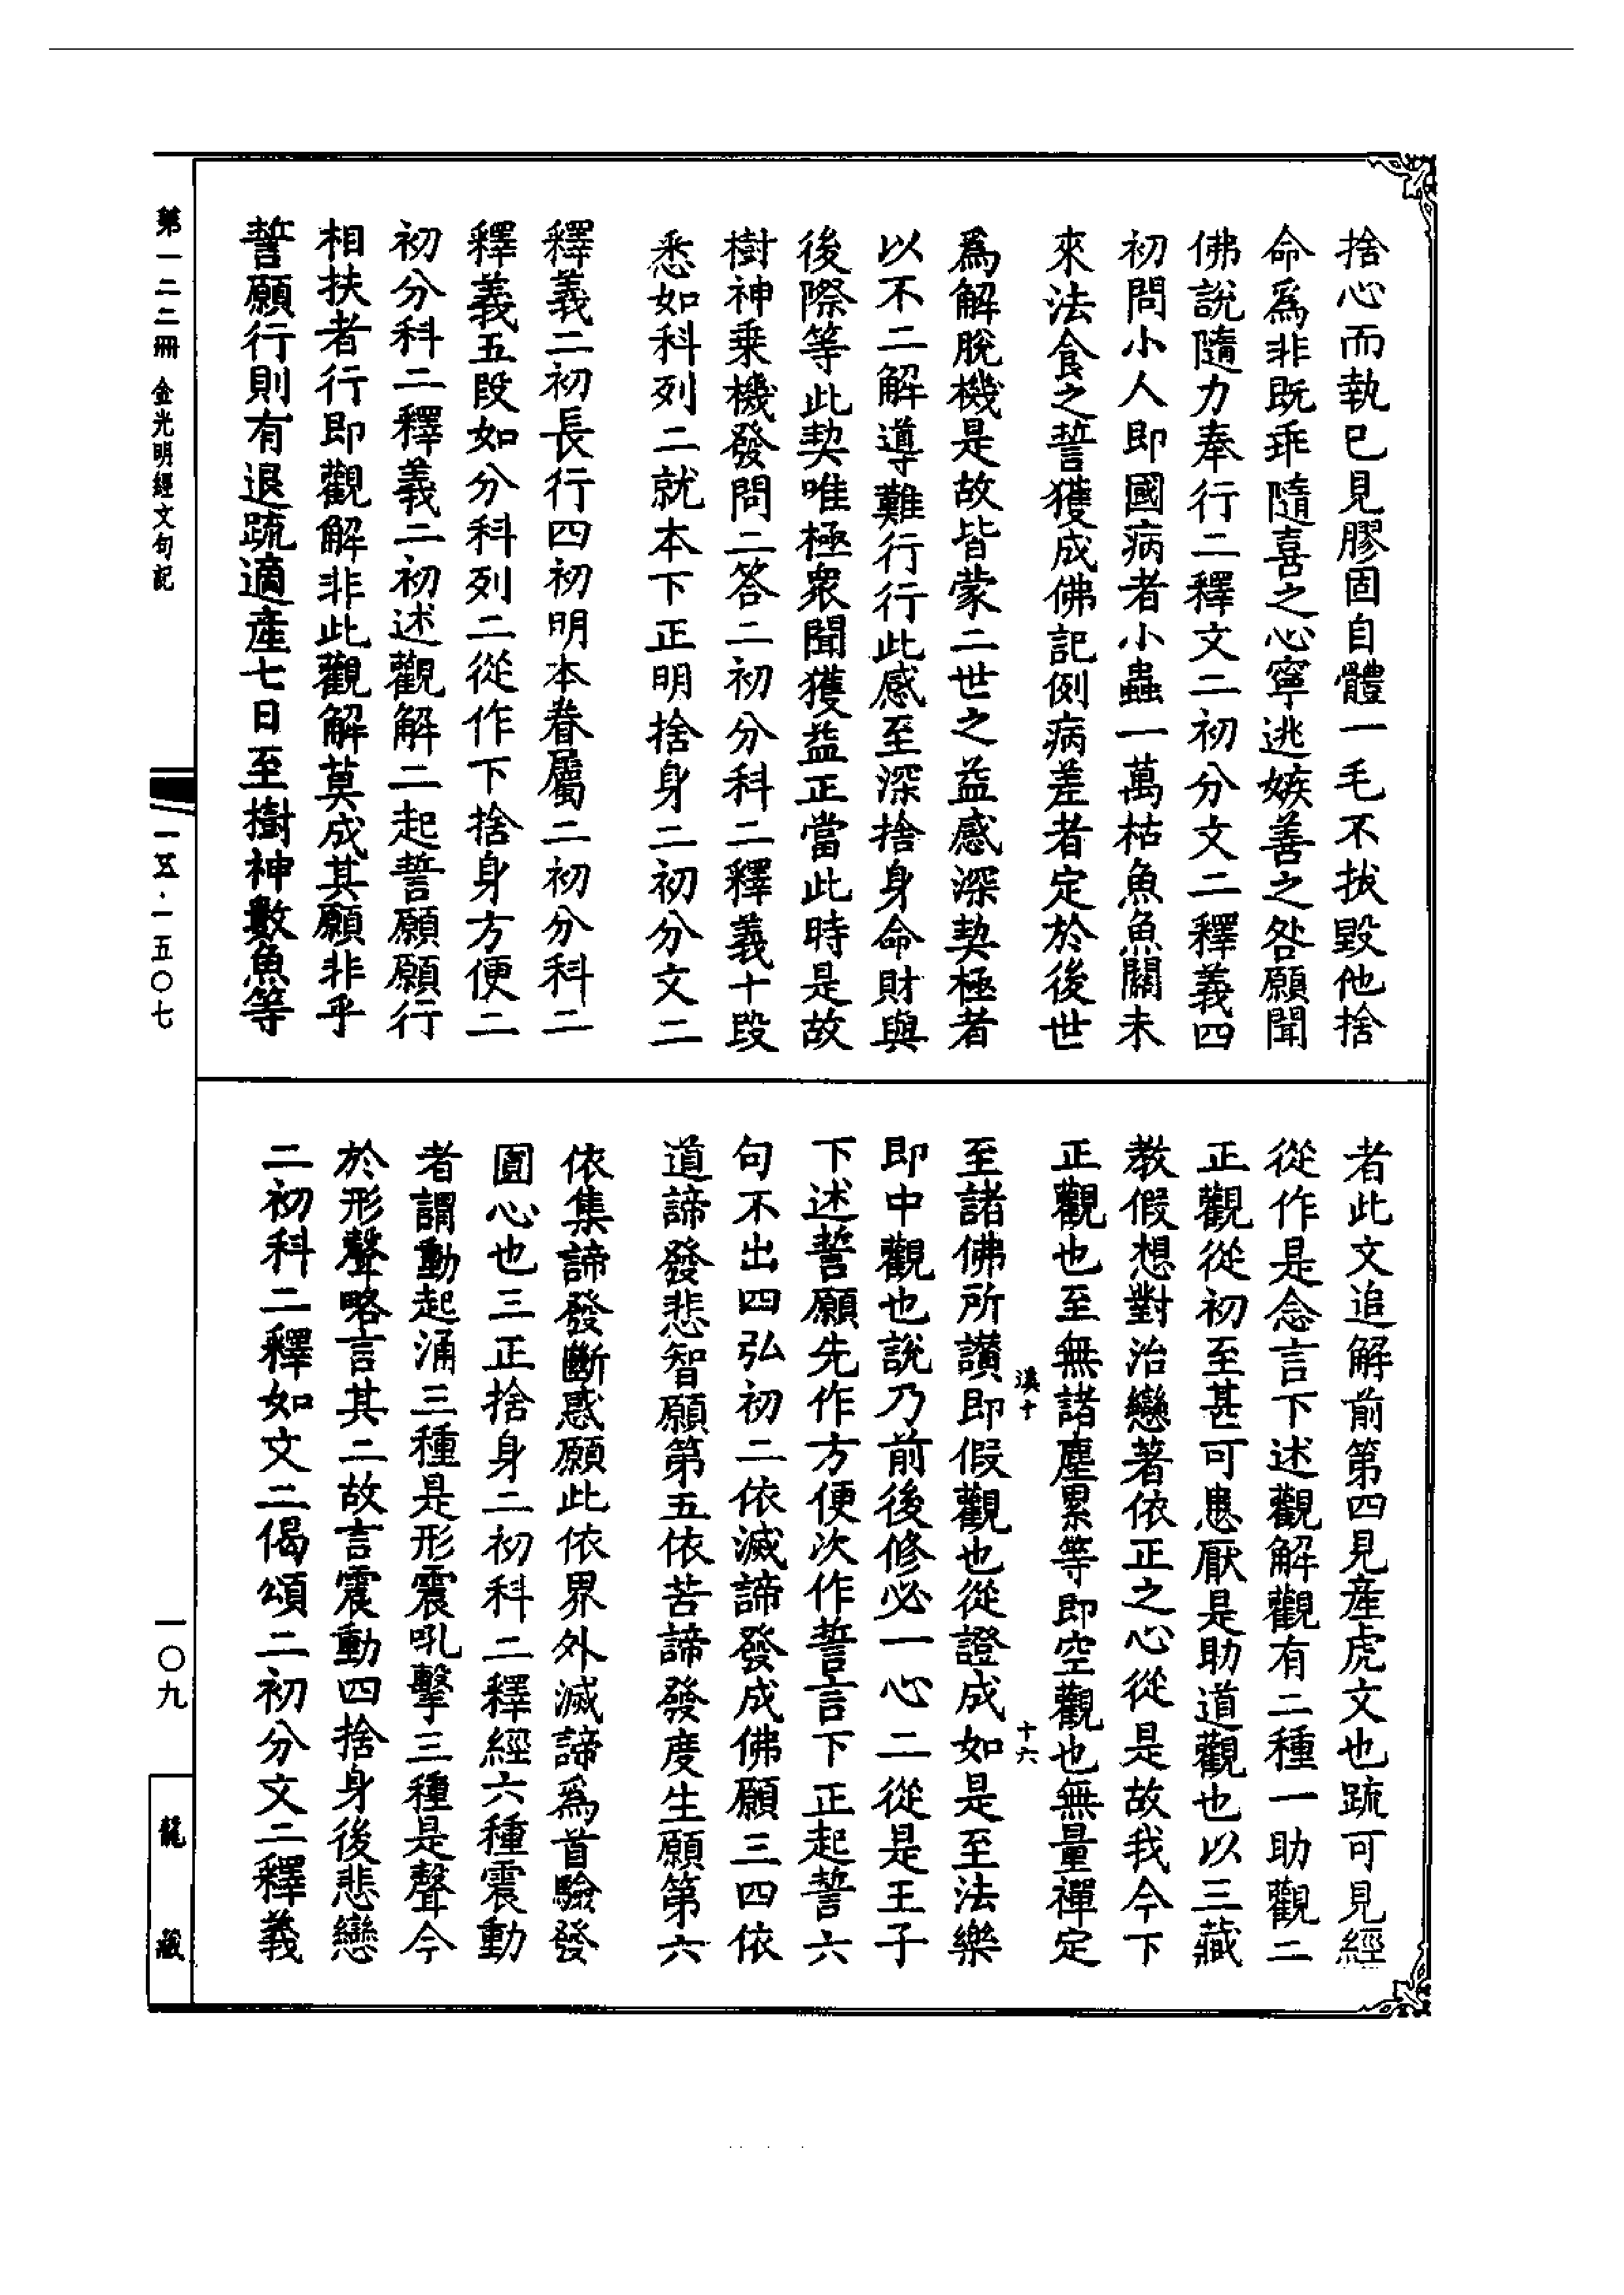 捨心而執已見膠固自體一毛不拔毀他捨
命爲非既乖隨喜之心寧逃嫉善之咎願聞
佛說隨力奉行二釋文二初分文二釋義四
初問小人即國病者小蟲一萬枯魚魚關未
來法食之誓獲成佛記例病差者定於後世
爲解脫機是故皆蒙二世之益感深契極者
以不二解導難行行此感至深捨身命財與
後際等此契唯極衆聞獲益正當此時是故
樹神乘機發問二答二初分科二釋義十段
悉如科列二就本下正明捨身二初分文二
釋義二初長行四初明本眷屬二初分科二
釋義五段如分科列二從作下捨身方便二
初分科二釋義二初述觀解二起誓願願行
相扶者行即觀解非此觀解莫成其願非乎
誓願行則有退疏適產七日至樹神數魚等
者此文追解前第四見產虎文也疏可見經
從作是念言下述觀解觀有二種一助觀二
正觀從初至甚可患厭是助道觀也以三藏
教假想對治戀著依正之心從是故我今下
正觀也至無諸塵累等即空觀也無量禪定
漢十
十六
至諸佛所讚即假觀也從證成如是至法樂
即中觀也說乃前後修必一心二從是王子
下述誓願先作方便次作誓言下正起誓六
句不出四弘初二依滅諦發成佛願三四依
道諦發悲智願第五依苦諦發度生願第六
依集諦發斷惑願此依界外滅諦爲首驗發
圓心也三正捨身二初科二釋經六種震動
者謂動起涌三種是形震吼擊三種是聲今
於形聲略言其二故言震動四捨身後悲戀
二初科二釋如文二偈頌二初分文二釋義
第一二二冊 金光明經文句記
一五·一五〇七
一〇九
龍藏